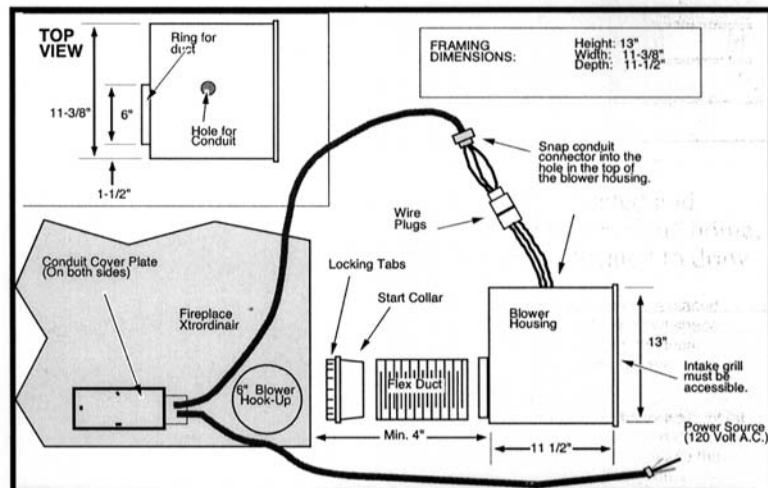 TOP
VIEW
Ring for
duct
11-3/8"
6"
Hole for
Conduit
1-1/2"
FRAMING
DIMENSIONS:
Height: 13"
Width: 11-3/8"
Depth: 11-1/2"
Snap conduit
connector into the
hole in the top of
the blower housing.
Wire
Plugs
Conduit Cover Plate
(On both sides)
Locking Tabs
Fireplace
Xtrordinair
Start Collar
Blower
Housing
6" Blower
Hook-Up
Flex Duct
13"
Intake grill
must be
accessible.
Min. 4"
11 1/2"
Power Source
(120 Volt A.C.)